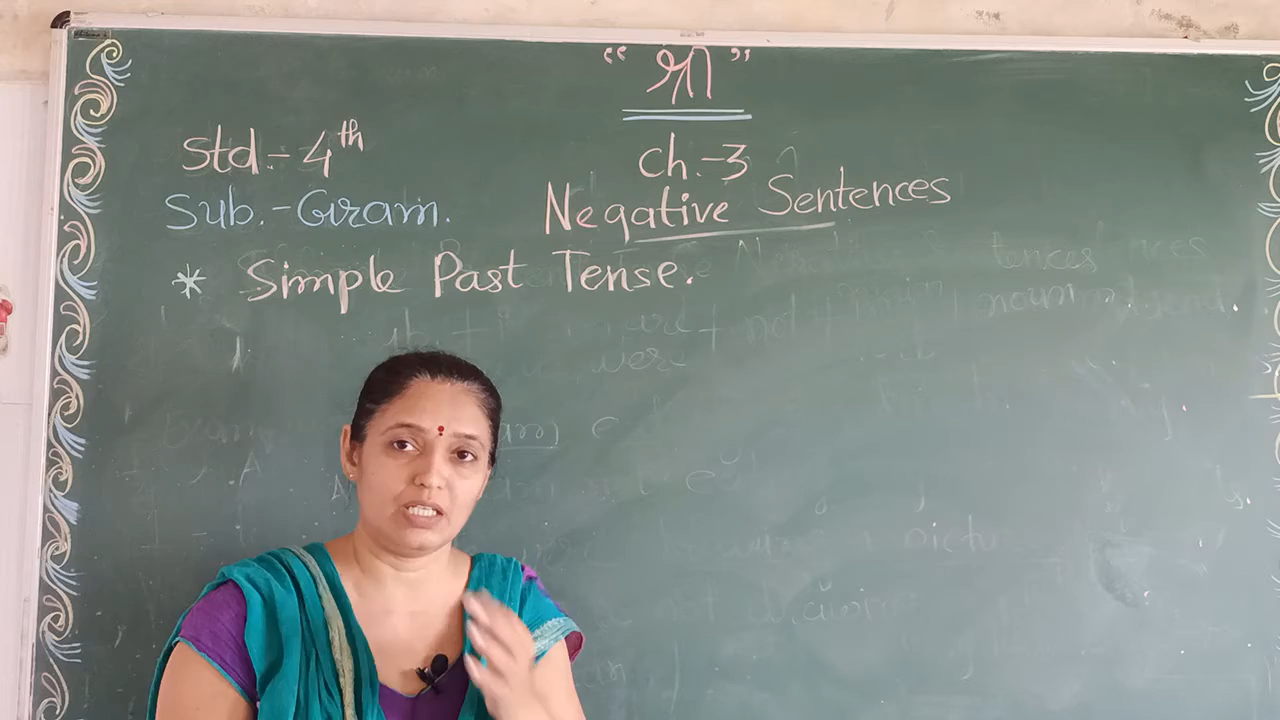 “ श्री ”
Std.- 4th
Ch.-3
Sub.-Gram.
Negative Sentences
* Simple Past Tense.